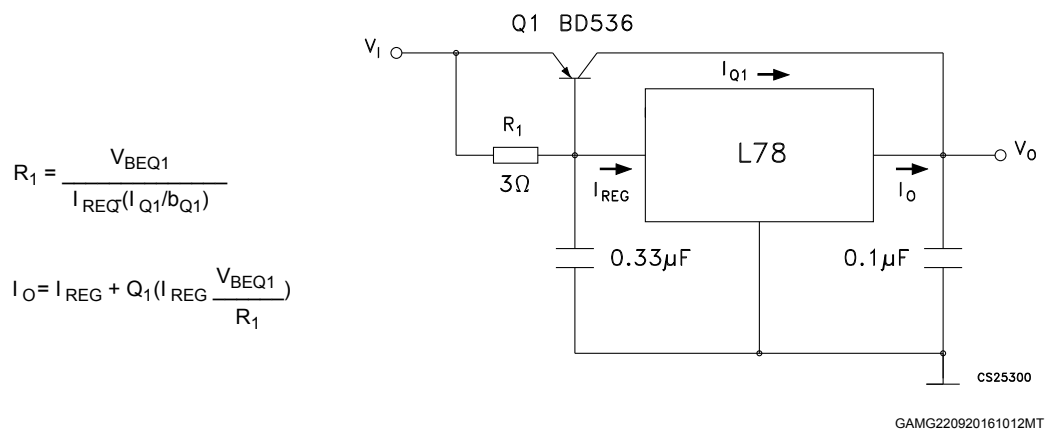 Q1 BD536
V_I
I_Q1
R_1
L78
V_O
3Ω
I_REG
I_O
R_1 = V_BEQ1 / I_REQ-(I_Q1/b_Q1)
0.33µF
0.1µF
I_O = I_REG + Q_1(I_REG V_BEQ1 / R_1)
CS25300
GAMG220920161012MT